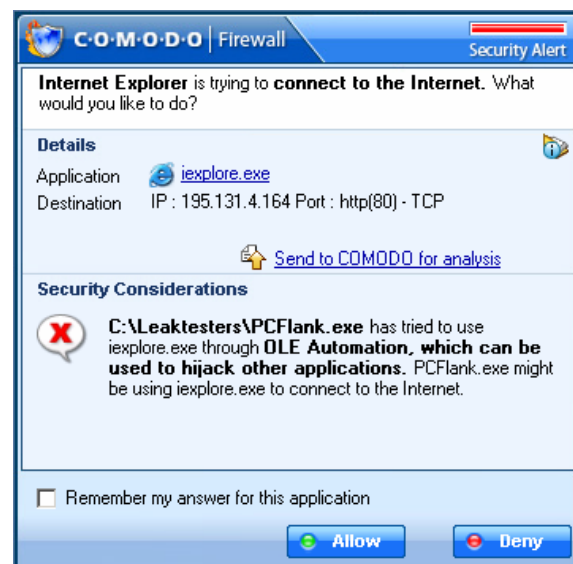 C·O·M·O·D·O Firewall
Security Alert
Internet Explorer is trying to connect to the Internet. What
would you like to do?
Details
Application iexplore.exe
Destination IP : 195.131.4.164 Port : http(80) - TCP
Send to COMODO for analysis
Security Considerations
C:\Leaktesters\PCFlank.exe has tried to use
iexplore.exe through OLE Automation, which can be
used to hijack other applications. PCFlank.exe might
be using iexplore.exe to connect to the Internet.
Remember my answer for this application
Allow Deny